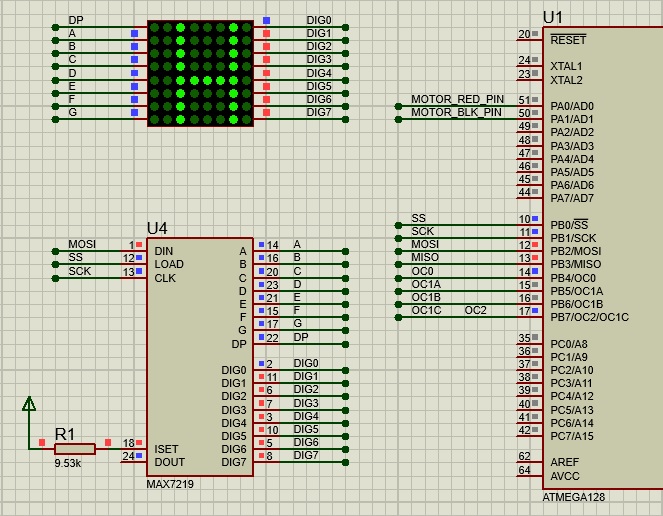 DP
A
B
C
D
E
F
G
DIG0
DIG1
DIG2
DIG3
DIG4
DIG5
DIG6
DIG7
U4
MOSI 1 DIN
SS 12 LOAD
SCK 13 CLK
A 14 A
B 16 B
C 20 C
D 23 D
E 21 E
F 15 F
G 17 G
DP 22 DP
DIG0 2 DIG0
DIG1 11 DIG1
DIG2 6 DIG2
DIG3 7 DIG3
DIG4 3 DIG4
DIG5 10 DIG5
DIG6 5 DIG6
DIG7 8 DIG7
R1
9.53k
18 ISET
24 DOUT
MAX7219
U1
20 RESET
24 XTAL1
23 XTAL2
MOTOR_RED_PIN 51 PA0/AD0
MOTOR_BLK_PIN 50 PA1/AD1
49 PA2/AD2
48 PA3/AD3
47 PA4/AD4
46 PA5/AD5
45 PA6/AD6
44 PA7/AD7
SS 10 PB0/SS
SCK 11 PB1/SCK
MOSI 12 PB2/MOSI
MISO 13 PB3/MISO
OC0 14 PB4/OC0
OC1A 15 PB5/OC1A
OC1B 16 PB6/OC1B
OC1C OC2 17 PB7/OC2/OC1C
35 PC0/A8
36 PC1/A9
37 PC2/A10
38 PC3/A11
39 PC4/A12
40 PC5/A13
41 PC6/A14
42 PC7/A15
62 AREF
64 AVCC
ATMEGA128